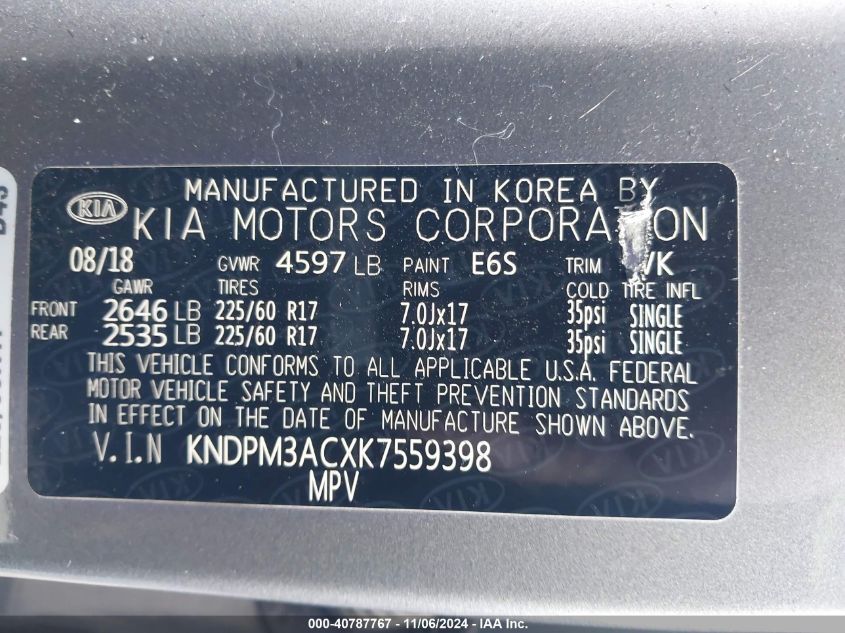 MANUFACTURED IN KOREA BY
KIA KIA MOTORS CORPORATION
08/18 GVWR 4597 LB PAINT E6S TRIM VK
GAWR TIRES RIMS COLD TIRE INFL
FRONT 2646 LB 225/60 R17 7.0Jx17 35psi SINGLE
REAR 2535 LB 225/60 R17 7.0Jx17 35psi SINGLE
THIS VEHICLE CONFORMS TO ALL APPLICABLE U.S.A. FEDERAL
MOTOR VEHICLE SAFETY AND THEFT PREVENTION STANDARDS
IN EFFECT ON THE DATE OF MANUFACTURE SHOWN ABOVE.
V.I.N KNDPM3ACXK7559398
MPV
000-40787767 - 11/06/2024 - IAA Inc.